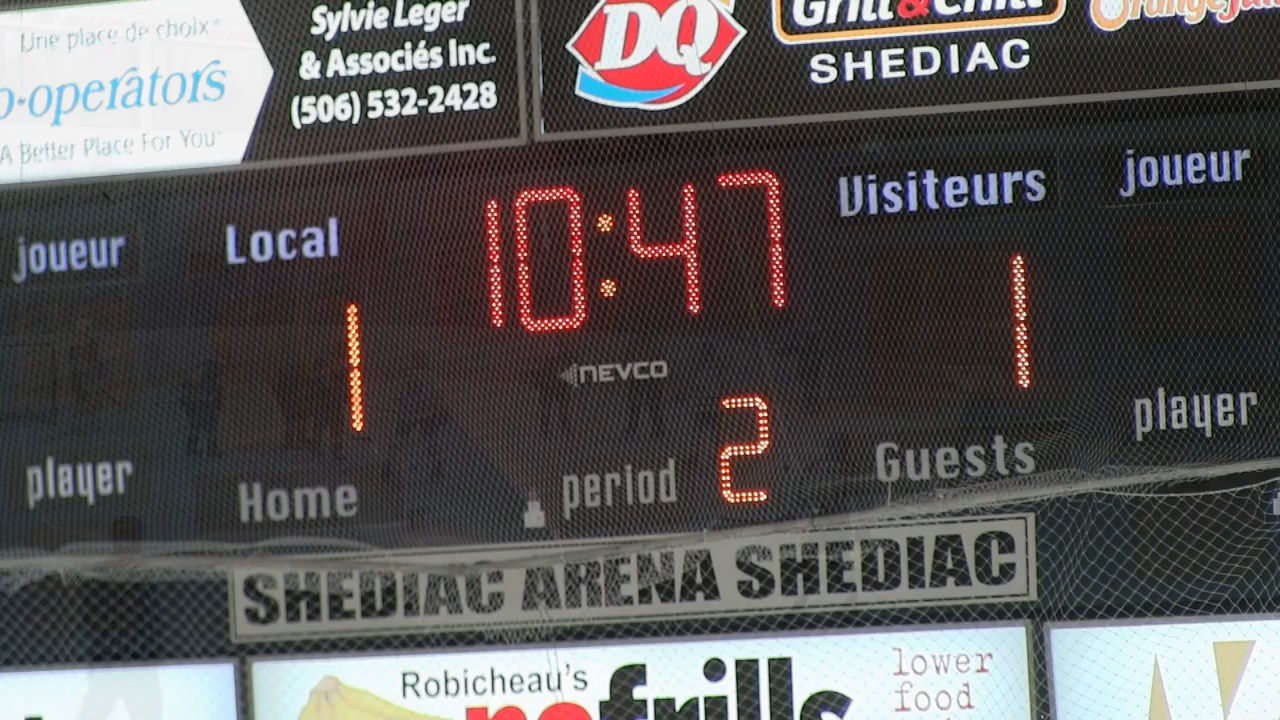 Une place de choix
Sylvie Leger
& Associés Inc.
(506) 532-2428
o-operators
A Better Place For You
DQ
Grill & Chill
SHEDIAC
joueur
Local
10:47
Visiteurs
joueur
1
1
NEVCO
player
Home
period
2
Guests
player
SHEDIAC ARENA SHEDIAC
Robicheau's
nofrills
lower
food